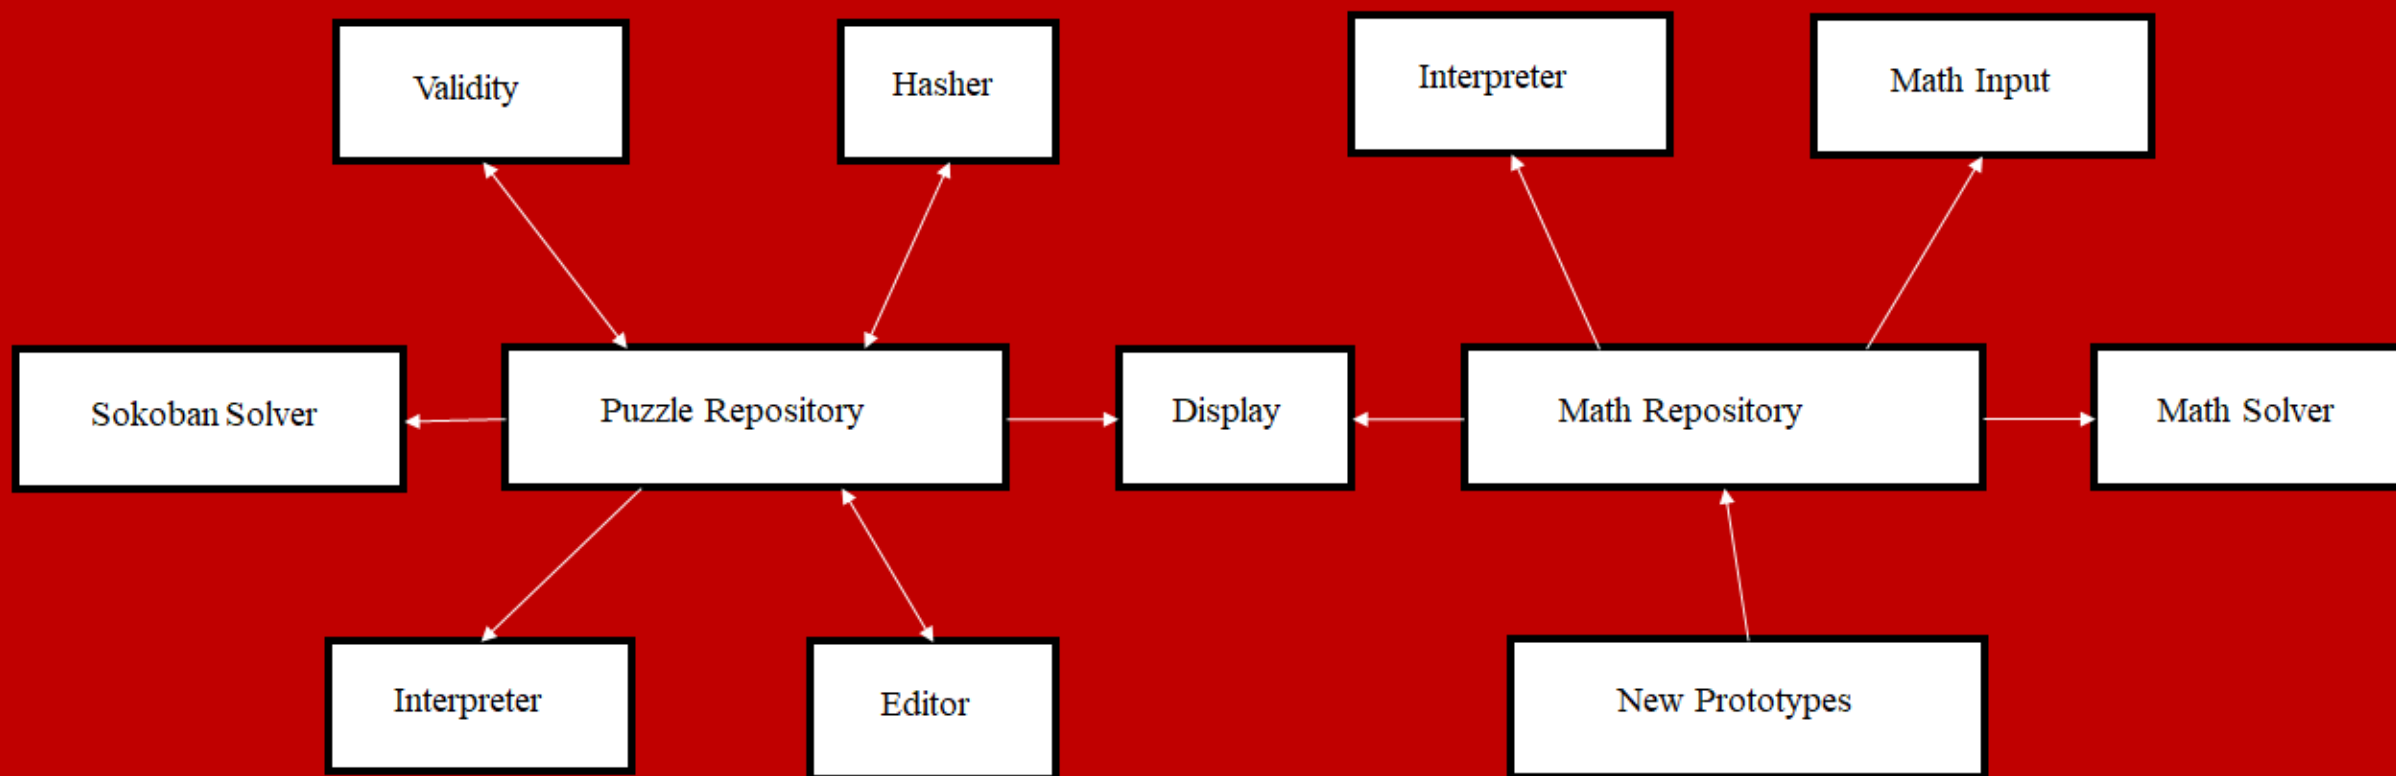 Validity
Hasher
Interpreter
Math Input
Sokoban Solver
Puzzle Repository
Display
Math Repository
Math Solver
Interpreter
Editor
New Prototypes